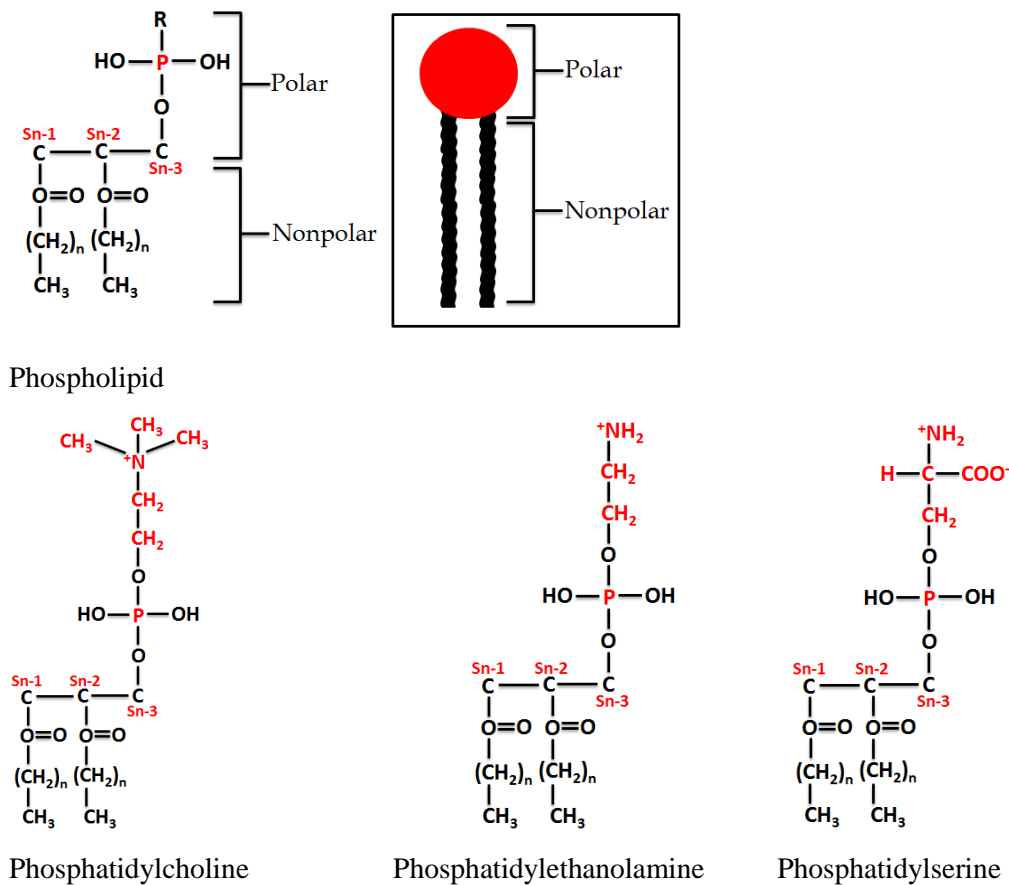 R
HO P OH
Polar
O
Sn-1 Sn-2
C C C
Sn-3
O=O O=O
Nonpolar
(CH₂)ₙ (CH₂)ₙ
CH₃ CH₃
Polar
Nonpolar
Phospholipid
CH₃
CH₃ CH₃
⁺N
CH₂
CH₂
O
HO P OH
O
Sn-1 Sn-2
C C C
Sn-3
O=O O=O
(CH₂)ₙ (CH₂)ₙ
CH₃ CH₃
Phosphatidylcholine
⁺NH₂
CH₂
CH₂
O
HO P OH
O
Sn-1 Sn-2
C C C
Sn-3
O=O O=O
(CH₂)ₙ (CH₂)ₙ
CH₃ CH₃
Phosphatidylethanolamine
⁺NH₂
H C COO⁻
CH₂
O
HO P OH
O
Sn-1 Sn-2
C C C
Sn-3
O=O O=O
(CH₂)ₙ (CH₂)ₙ
CH₃ CH₃
Phosphatidylserine